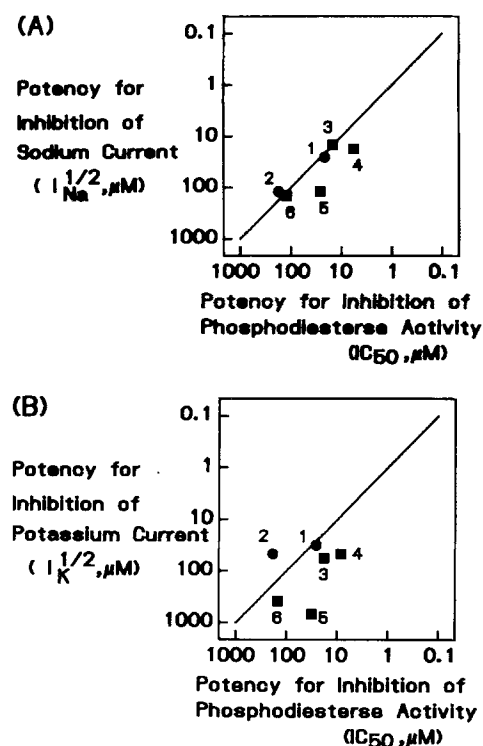 (A)
0.1
1
10
100
1000
Potency for
Inhibition of
Sodium Current
( I 1/2 Na ,μM)
1
2
3
4
5
6
1000 100 10 1 0.1
Potency for Inhibition of
Phosphodiesterse Activity
(IC50 ,μM)
(B)
0.1
1
10
100
1000
Potency for
Inhibition of
Potassium Current
( I 1/2 K ,μM)
2
1
3
4
6
5
1000 100 10 1 0.1
Potency for Inhibition of
Phosphodiesterse Activity
(IC50 ,μM)